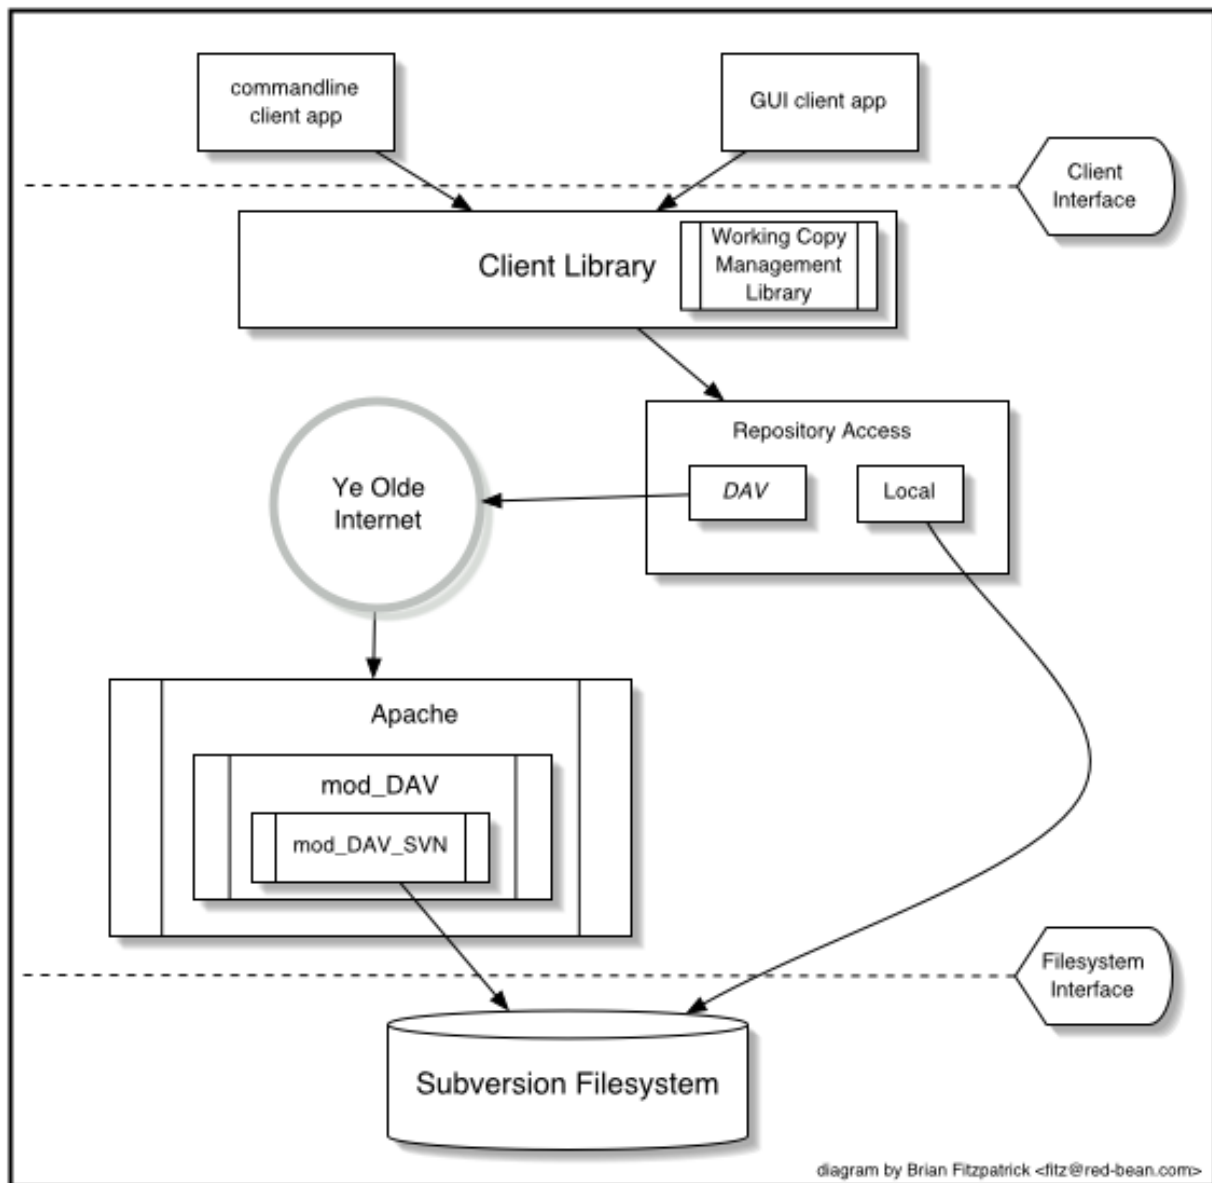 commandline
client app
GUI client app
Client
Interface
Client Library
Working Copy
Management
Library
Repository Access
DAV
Local
Ye Olde
Internet
Apache
mod_DAV
mod_DAV_SVN
Filesystem
Interface
Subversion Filesystem
diagram by Brian Fitzpatrick <fitz@red-bean.com>